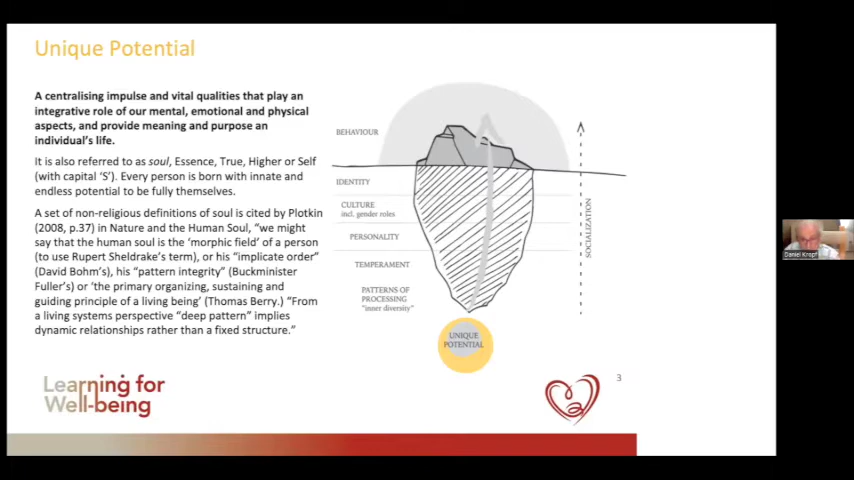 Unique Potential
A centralising impulse and vital qualities that play an
integrative role of our mental, emotional and physical
aspects, and provide meaning and purpose an
individual's life.
It is also referred to as soul, Essence, True, Higher or Self
(with capital 'S'). Every person is born with innate and
endless potential to be fully themselves.
A set of non-religious definitions of soul is cited by Plotkin
(2008, p.37) in Nature and the Human Soul, "we might
say that the human soul is the 'morphic field' of a person
(to use Rupert Sheldrake's term), or his "implicate order"
(David Bohm's), his "pattern integrity" (Buckminister
Fuller's) or 'the primary organizing, sustaining and
guiding principle of a living being' (Thomas Berry.) "From
a living systems perspective "deep pattern" implies
dynamic relationships rather than a fixed structure."
BEHAVIOUR
IDENTITY
CULTURE
incl. gender roles
PERSONALITY
TEMPERAMENT
PATTERNS OF
PROCESSING
"inner diversity"
UNIQUE
POTENTIAL
SOCIALIZATION
3
Learning for
Well-being
Daniel Kropf